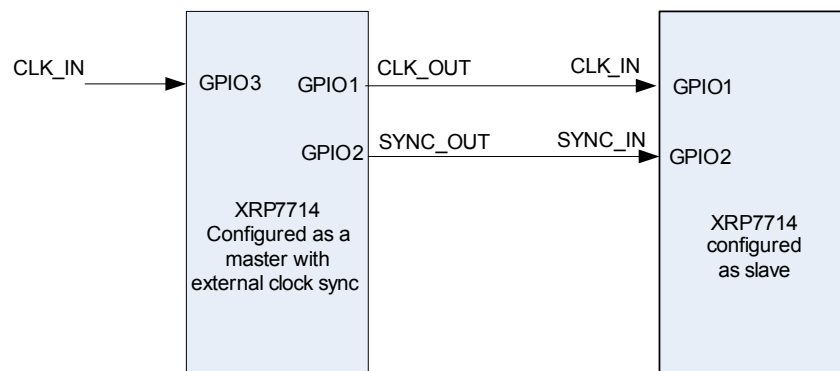 CLK_IN
GPIO3
GPIO1
CLK_OUT
CLK_IN
GPIO1
GPIO2
SYNC_OUT
SYNC_IN
GPIO2
XRP7714
Configured as a
master with
external clock sync
XRP7714
configured
as slave